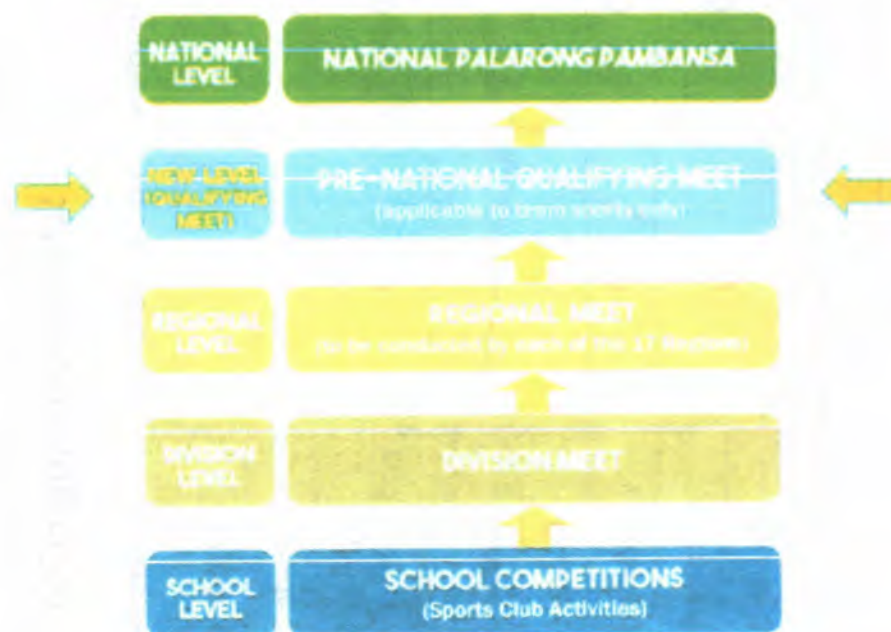 NATIONAL
LEVEL
NATIONAL PALARONG PAMBANSA
NEW LEVEL
(QUALIFYING
MEET)
PRE-NATIONAL QUALIFYING MEET
(applicable to team sports only)
REGIONAL
LEVEL
REGIONAL MEET
(to be conducted by each of the 17 Regions)
DIVISION
LEVEL
DIVISION MEET
SCHOOL
LEVEL
SCHOOL COMPETITIONS
(Sports Club Activities)